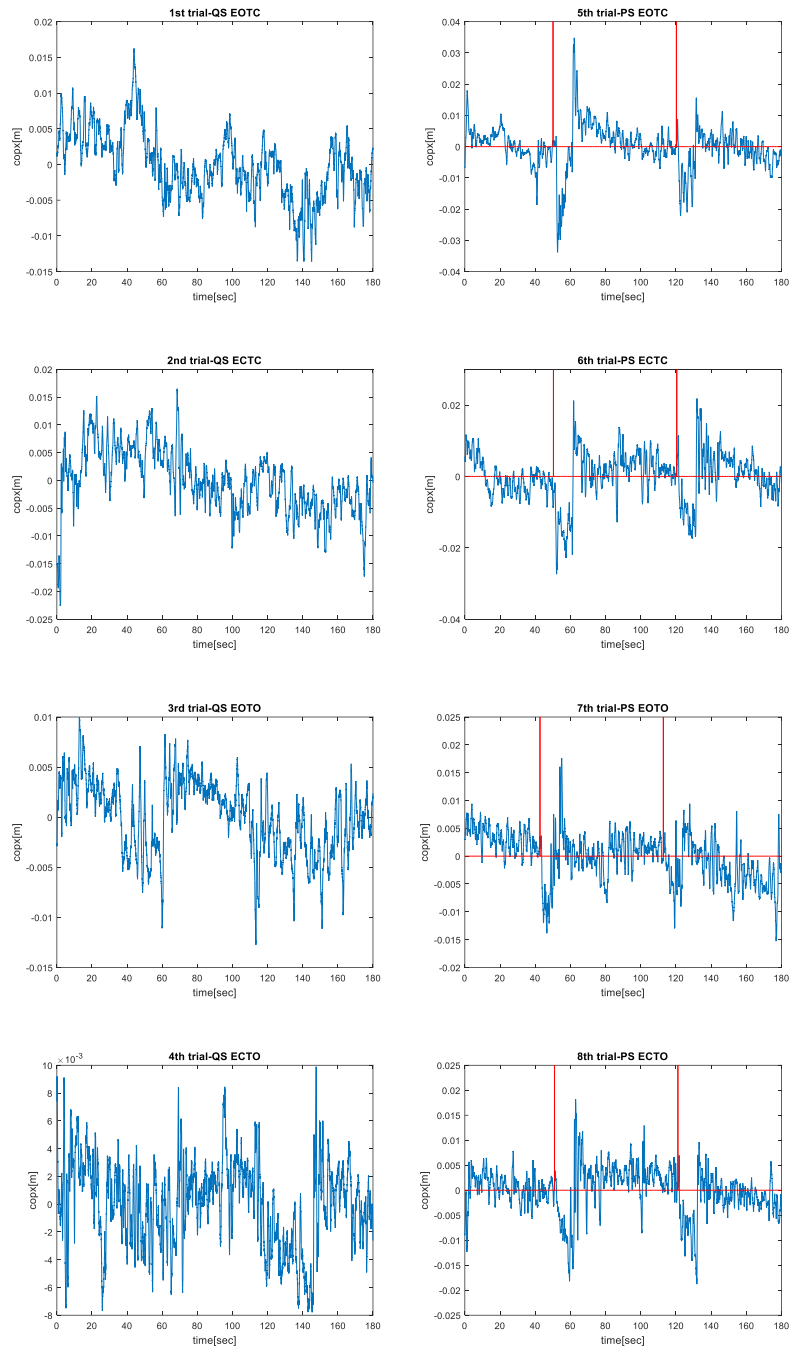 1st trial-QS EOTC
0.02
0.015
0.01
0.005
0
-0.005
-0.01
-0.015
copx[m]
0 20 40 60 80 100 120 140 160 180
time[sec]
5th trial-PS EOTC
0.04
0.03
0.02
0.01
0
-0.01
-0.02
-0.03
-0.04
copx[m]
0 20 40 60 80 100 120 140 160 180
time[sec]
2nd trial-QS ECTC
0.02
0.015
0.01
0.005
0
-0.005
-0.01
-0.015
-0.02
-0.025
copx[m]
0 20 40 60 80 100 120 140 160 180
time[sec]
6th trial-PS ECTC
0.02
0
-0.02
-0.04
copx[m]
0 20 40 60 80 100 120 140 160 180
time[sec]
3rd trial-QS EOTO
0.01
0.005
0
-0.005
-0.01
-0.015
copx[m]
0 20 40 60 80 100 120 140 160 180
time[sec]
7th trial-PS EOTO
0.025
0.02
0.015
0.01
0.005
0
-0.005
-0.01
-0.015
-0.02
copx[m]
0 20 40 60 80 100 120 140 160 180
time[sec]
4th trial-QS ECTO
×10-3
10
8
6
4
2
0
-2
-4
-6
-8
copx[m]
0 20 40 60 80 100 120 140 160 180
time[sec]
8th trial-PS ECTO
0.025
0.02
0.015
0.01
0.005
0
-0.005
-0.01
-0.015
-0.02
-0.025
copx[m]
0 20 40 60 80 100 120 140 160 180
time[sec]